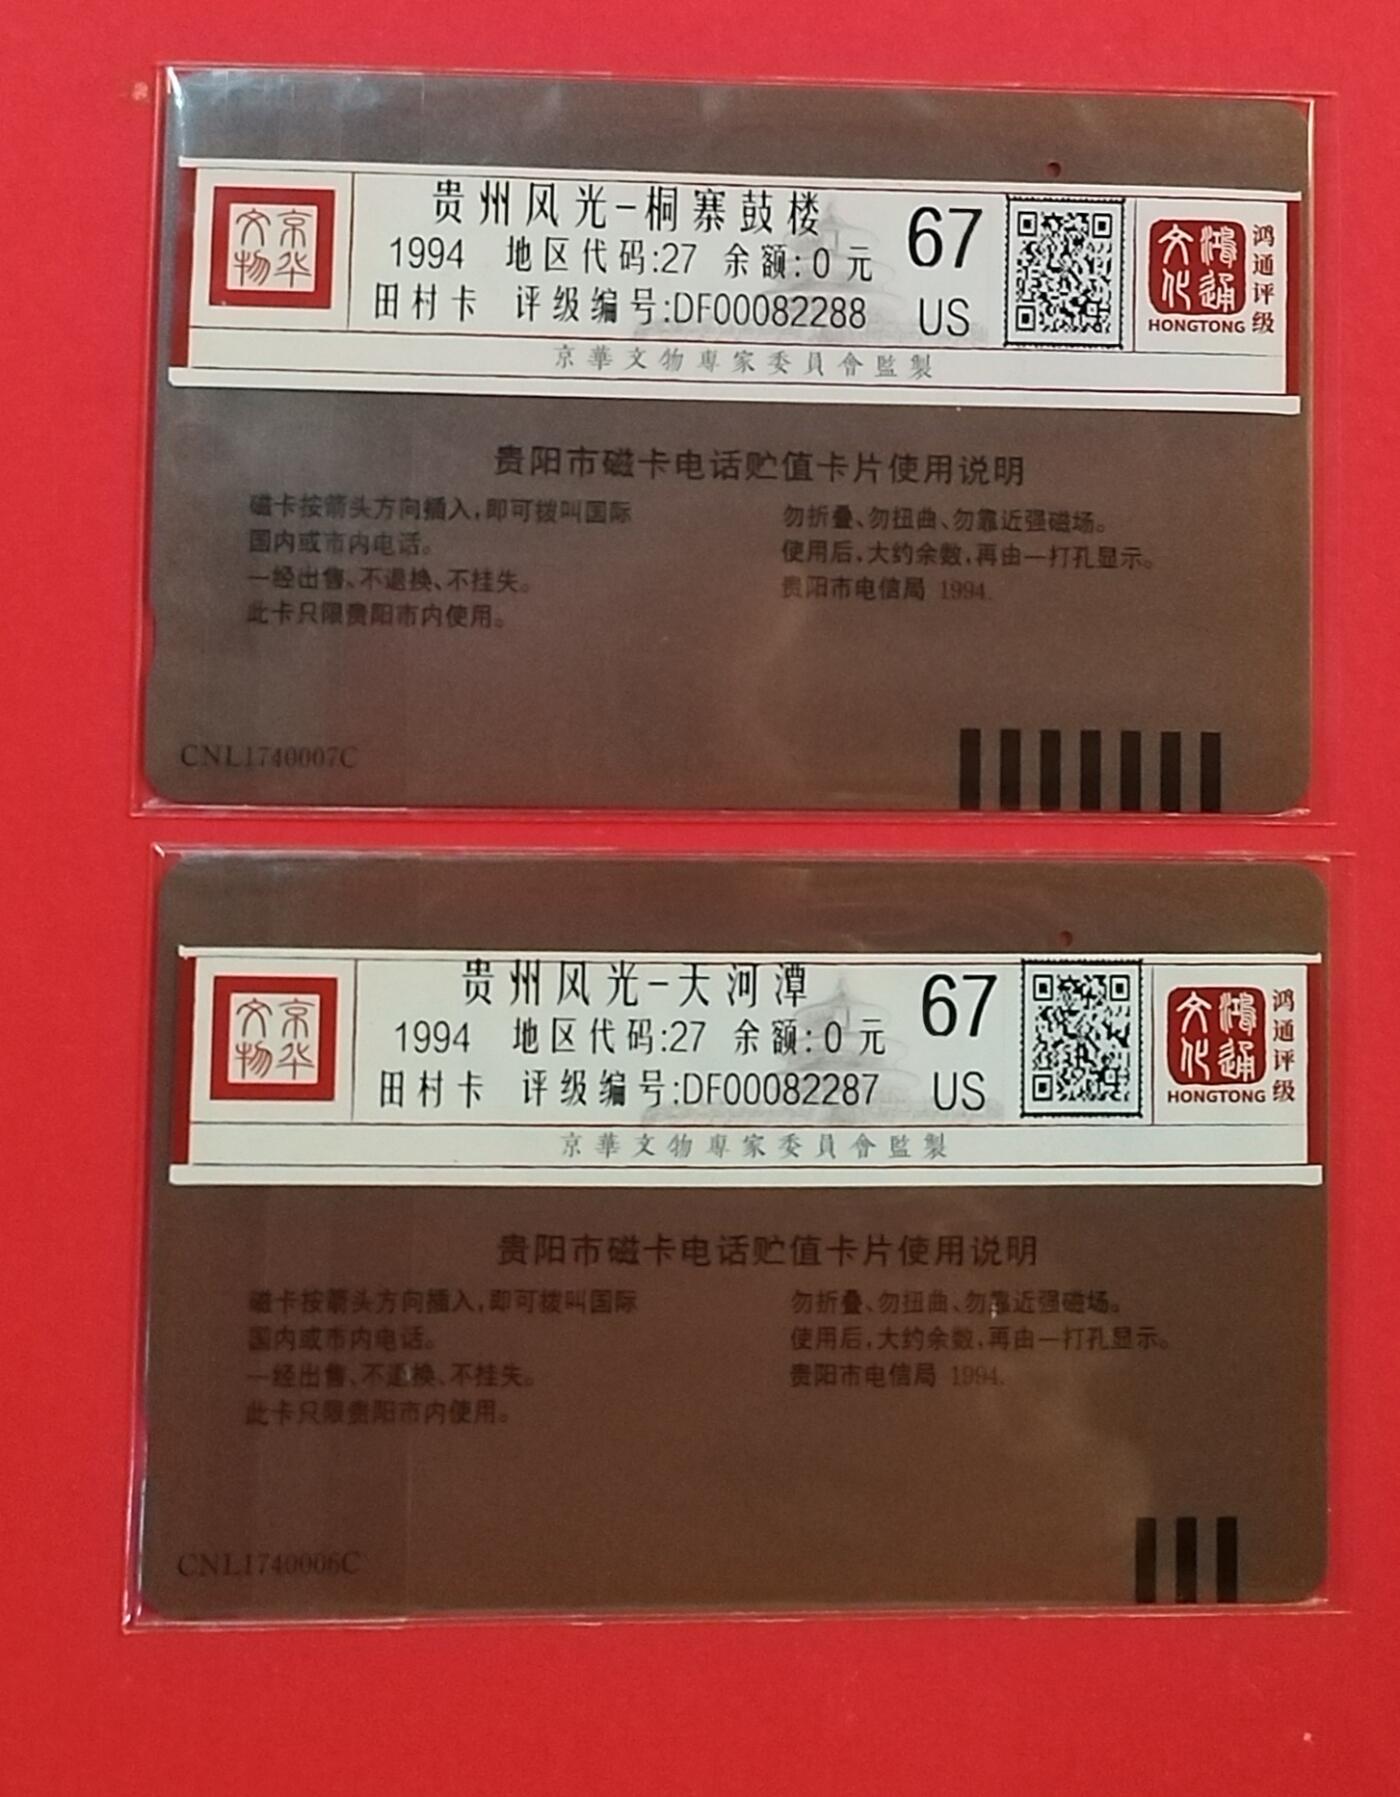 京华
文物
贵州风光-桐寨鼓楼
1994 地区代码:27 余额:0元
田村卡 评级编号:DF00082288
67
US
鸿通
文化
HONGTONG
鸿通评级
京華文物專家委員會監製
贵阳市磁卡电话贮值卡片使用说明
磁卡按箭头方向插入,即可拨叫国际
国内或市内电话。
一经出售、不退换、不挂失。
此卡只限贵阳市内使用。
勿折叠、勿扭曲、勿靠近强磁场。
使用后,大约余数,再由一打孔显示。
贵阳市电信局 1994.
CNL1740007C
京华
文物
贵州风光-天河潭
1994 地区代码:27 余额:0元
田村卡 评级编号:DF00082287
67
US
鸿通
文化
HONGTONG
鸿通评级
京華文物專家委員會監製
贵阳市磁卡电话贮值卡片使用说明
磁卡按箭头方向插入,即可拨叫国际
国内或市内电话。
一经出售、不退换、不挂失。
此卡只限贵阳市内使用。
勿折叠、勿扭曲、勿靠近强磁场。
使用后,大约余数,再由一打孔显示。
贵阳市电信局 1994.
CNL1740006C